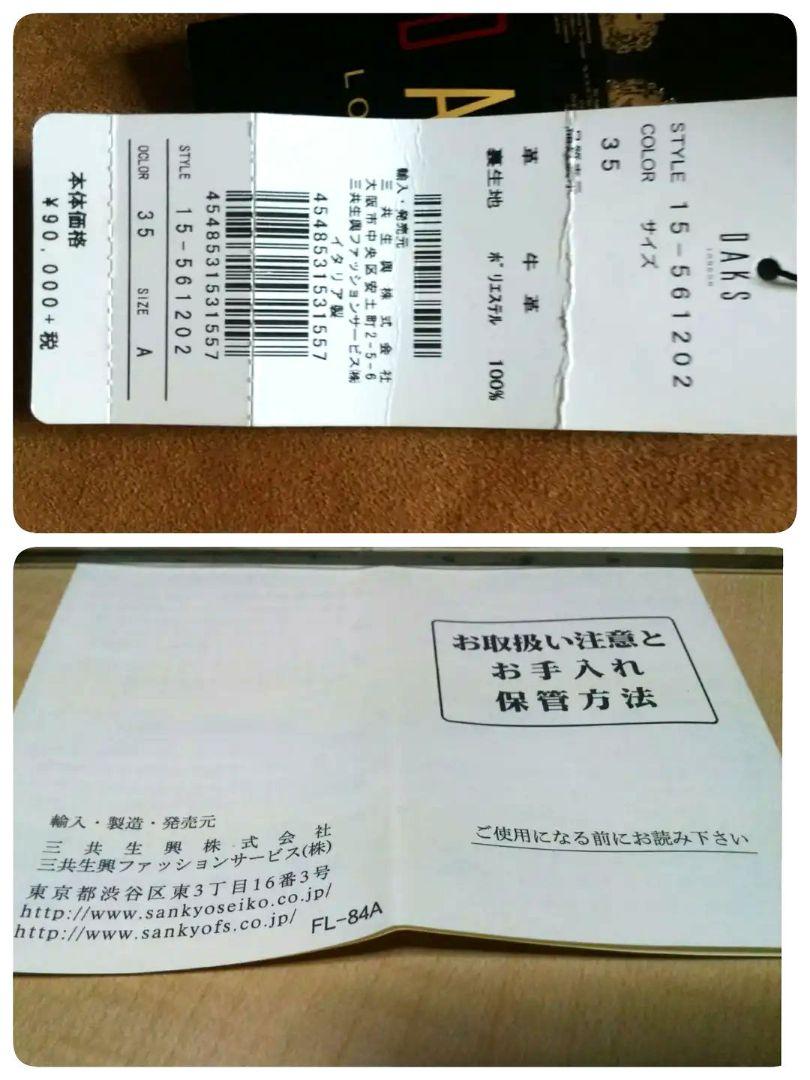 DAKS
LONDON
STYLE 15-561202
COLOR サイズ
35
革 牛革
裏生地 ポリエステル 100%
輸入・発売元
三共生興株式会社
大阪市中央区安土町2-5-6
三共生興ファッションサービス㈱
イタリア製
4548531531557
4548531531557
STYLE 15-561202
OCLOR 35 SIZE A
本体価格
¥90,000+税
A
LO
お取扱い注意と
お手入れ
保管方法
ご使用になる前にお読み下さい
輸入・製造・発売元
三共生興株式会社
三共生興ファッションサービス(株)
東京都渋谷区東3丁目16番3号
http://www.sankyoseiko.co.jp/
http://www.sankyofs.co.jp/
FL-84A